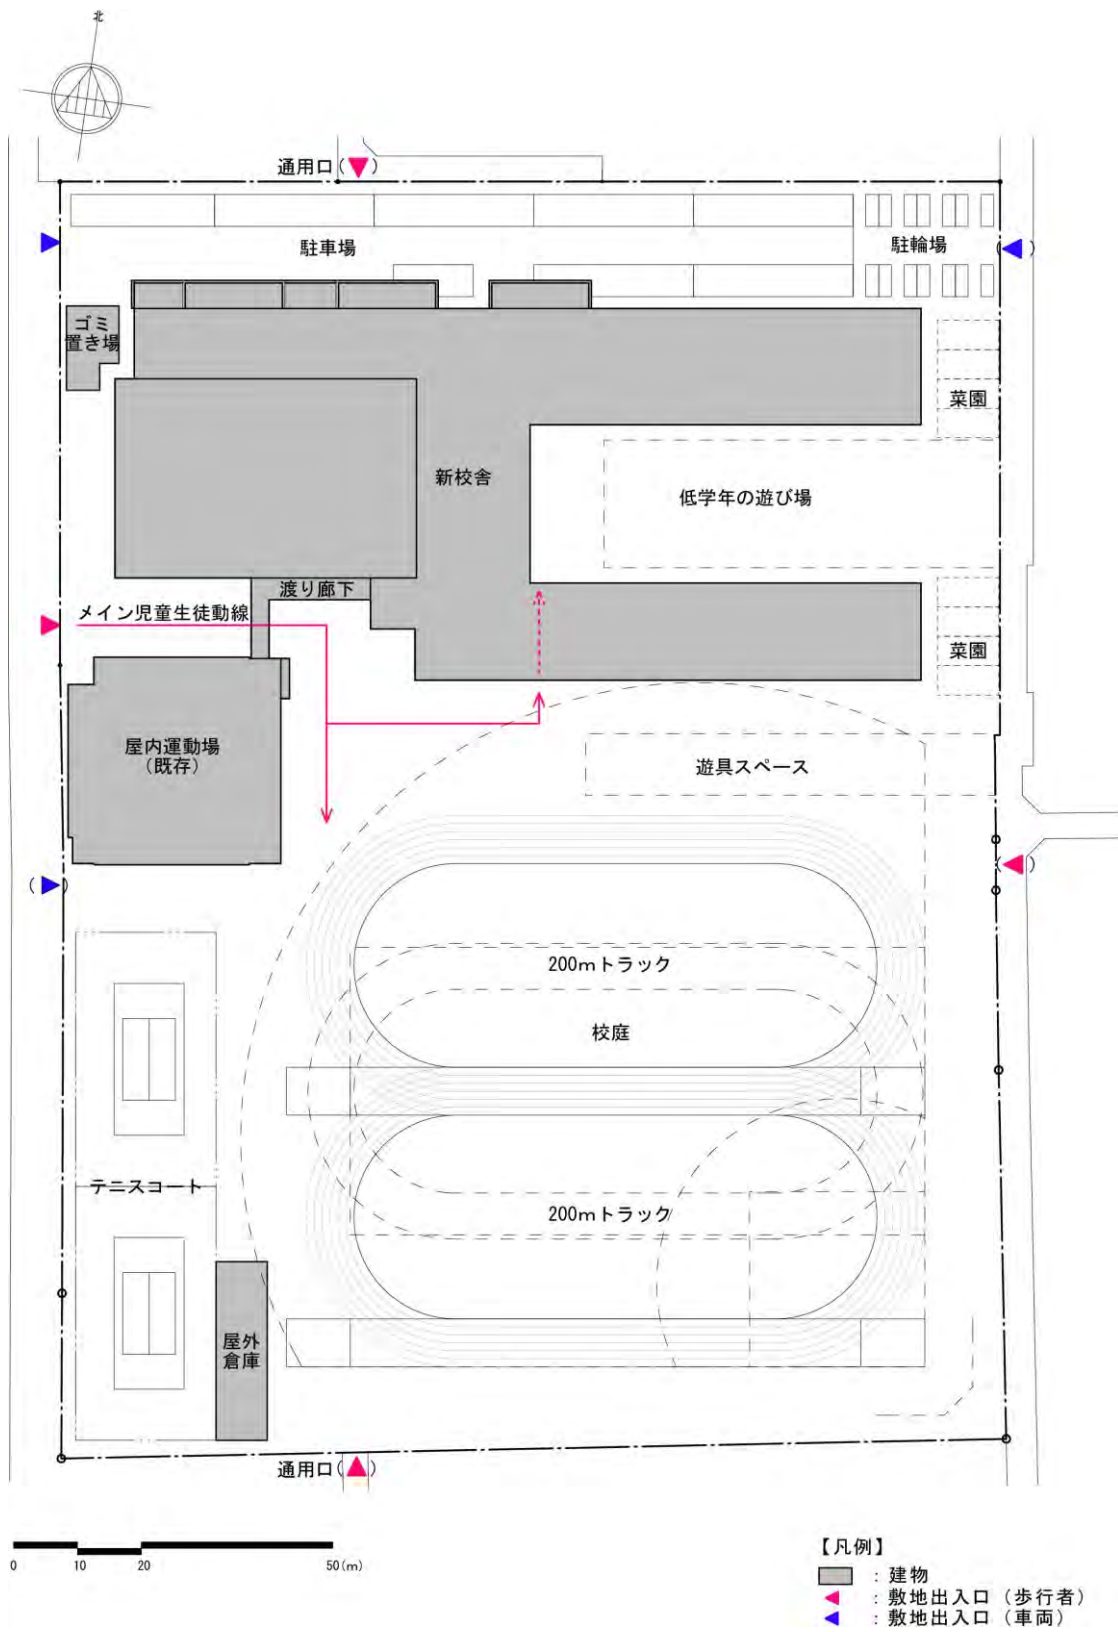 北
通用口( )
駐車場
駐輪場
( )
ゴミ
置き場
菜園
新校舎
低学年の遊び場
渡り廊下
メイン児童生徒動線
菜園
屋内運動場
(既存)
遊具スペース
( )
( )
200mトラック
校庭
テニスコート
200mトラック
屋外
倉庫
通用口( )
0 10 20 50(m)
【凡例】
:建物
:敷地出入口(歩行者)
:敷地出入口(車両)